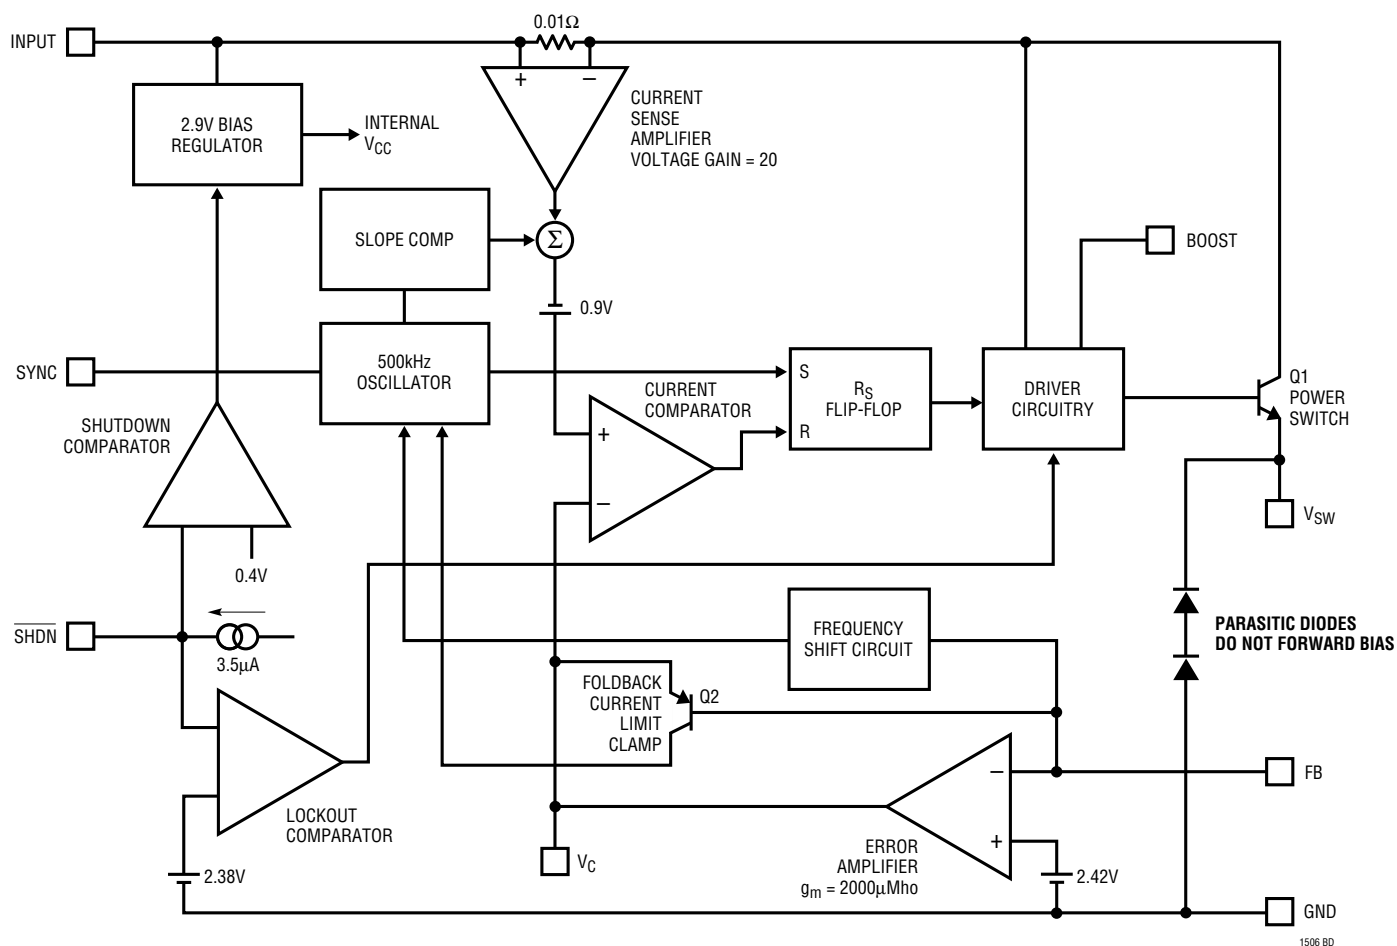 0.01Ω
INPUT
+
–
2.9V BIAS
REGULATOR
INTERNAL
VCC
CURRENT
SENSE
AMPLIFIER
VOLTAGE GAIN = 20
SLOPE COMP
Σ
BOOST
0.9V
SYNC
500kHz
OSCILLATOR
S
R
RS
FLIP-FLOP
DRIVER
CIRCUITRY
Q1
POWER
SWITCH
CURRENT
COMPARATOR
SHUTDOWN
COMPARATOR
+
–
VSW
0.4V
SHDN
3.5µA
FREQUENCY
SHIFT CIRCUIT
PARASITIC DIODES
DO NOT FORWARD BIAS
FOLDBACK
CURRENT
LIMIT
CLAMP
Q2
–
+
FB
LOCKOUT
COMPARATOR
ERROR
AMPLIFIER
gm = 2000µMho
VC
2.38V
2.42V
GND
1506 BD